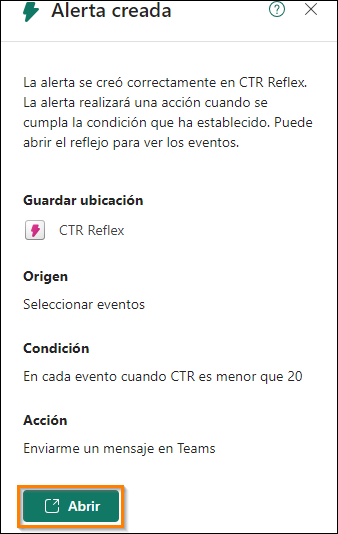 Alerta creada
La alerta se creó correctamente en CTR Reflex.
La alerta realizará una acción cuando se
cumpla la condición que ha establecido. Puede
abrir el reflejo para ver los eventos.
Guardar ubicación
CTR Reflex
Origen
Seleccionar eventos
Condición
En cada evento cuando CTR es menor que 20
Acción
Enviarme un mensaje en Teams
Abrir